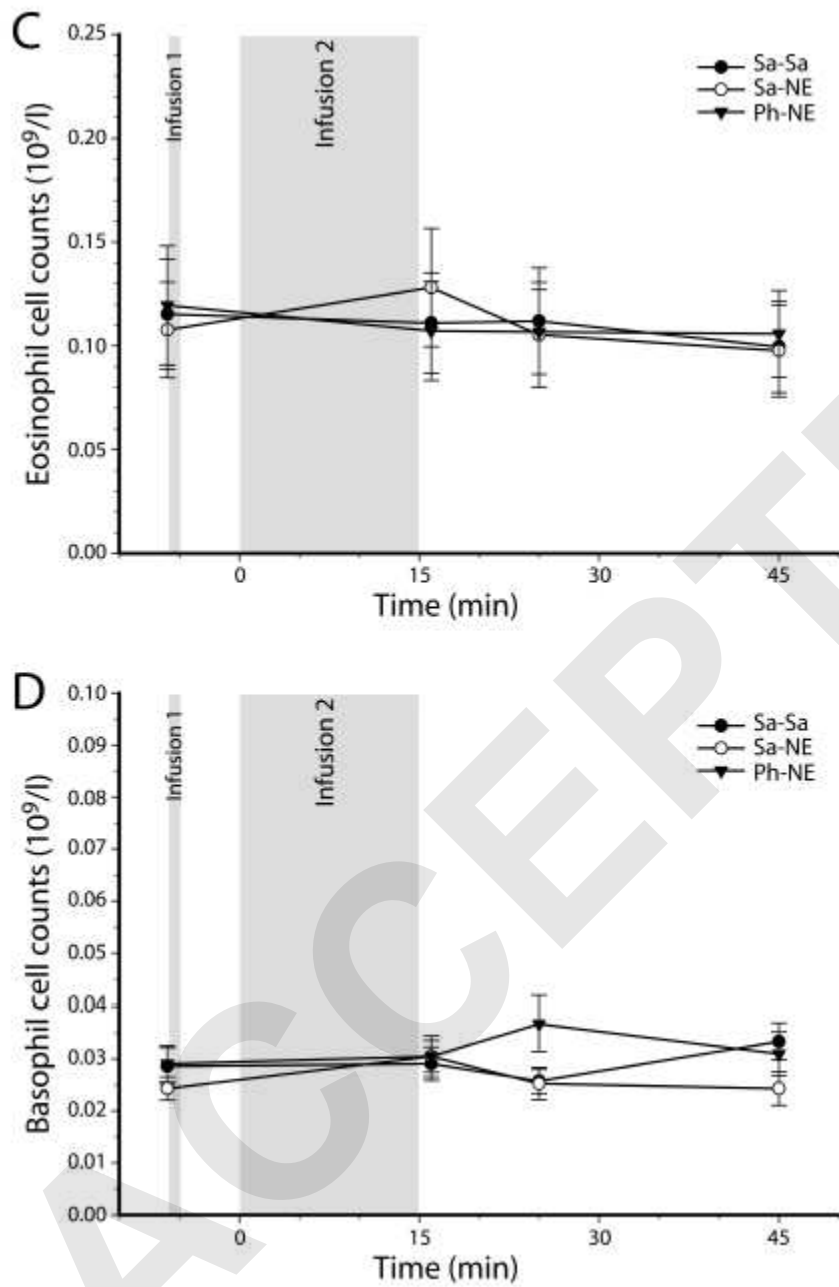 C
Eosinophil cell counts (10⁹/l)
0.25
0.20
0.15
0.10
0.05
0.00
Infusion 1
Infusion 2
Sa-Sa
Sa-NE
Ph-NE
0 15 30 45
Time (min)
D
Basophil cell counts (10⁹/l)
0.10
0.09
0.08
0.07
0.06
0.05
0.04
0.03
0.02
0.01
0.00
Infusion 1
Infusion 2
Sa-Sa
Sa-NE
Ph-NE
0 15 30 45
Time (min)
ACCEPT